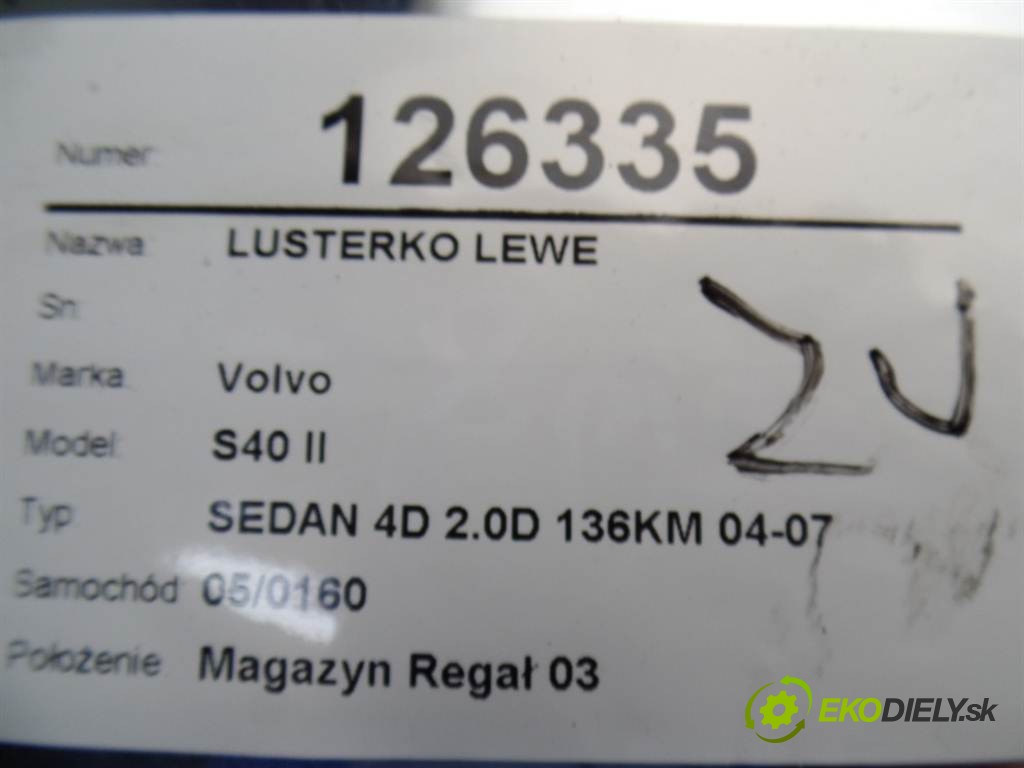 Numer: 126335
Nazwa: LUSTERKO LEWE
Sn:
Marka: Volvo
Model: S40 II
Typ: SEDAN 4D 2.0D 136KM 04-07
Samochód 05/0160
Położenie Magazyn Regał 03
EKODIELY.sk